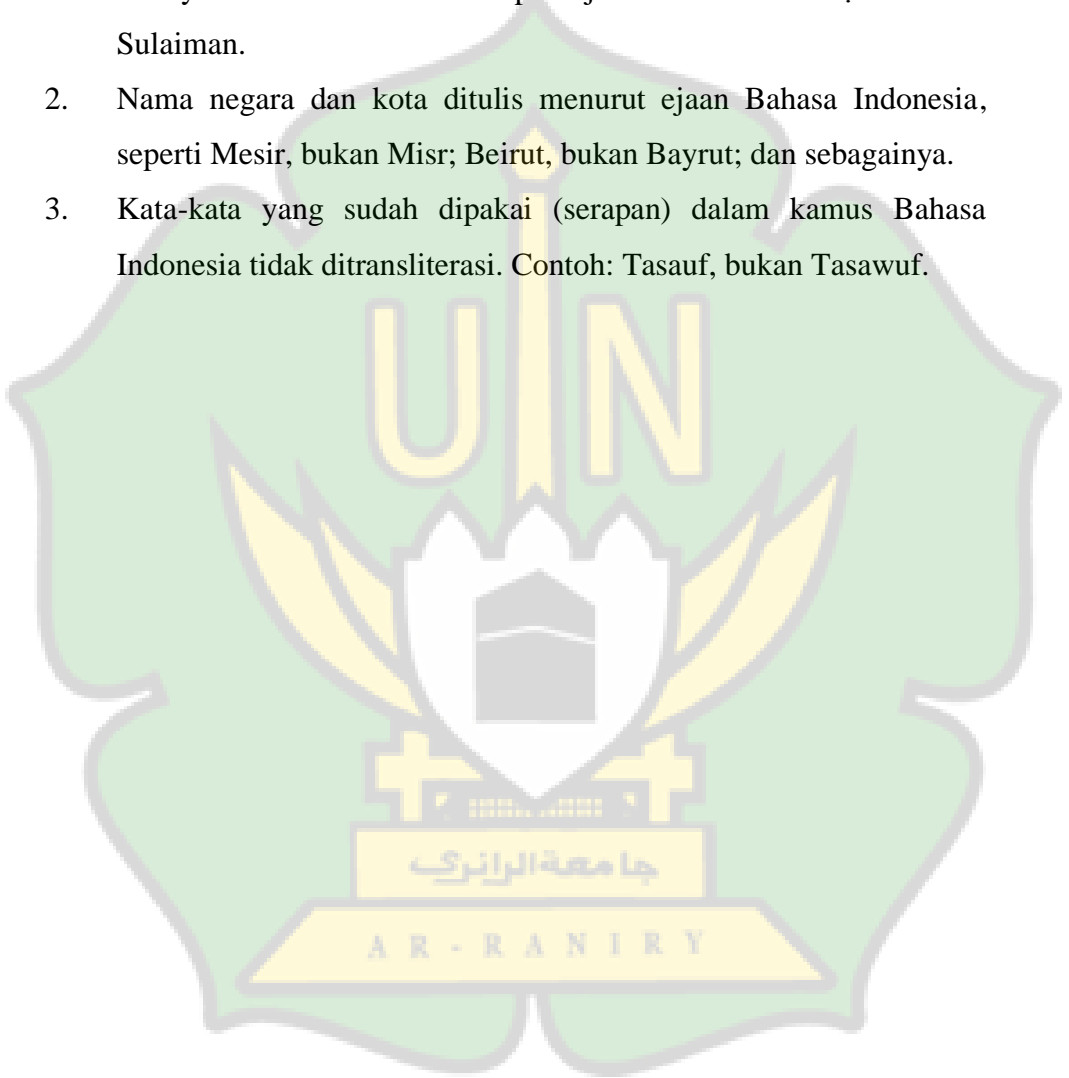 Sulaiman.
2. Nama negara dan kota ditulis menurut ejaan Bahasa Indonesia,
seperti Mesir, bukan Misr; Beirut, bukan Bayrut; dan sebagainya.
3. Kata-kata yang sudah dipakai (serapan) dalam kamus Bahasa
Indonesia tidak ditransliterasi. Contoh: Tasauf, bukan Tasawuf.
UIN
جامعةالرانري
AR-RANIRY